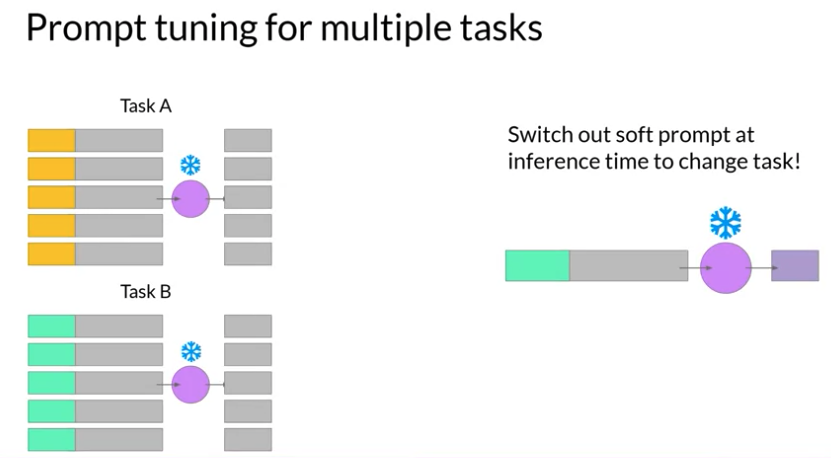 Prompt tuning for multiple tasks
Task A
Task B
Switch out soft prompt at
inference time to change task!